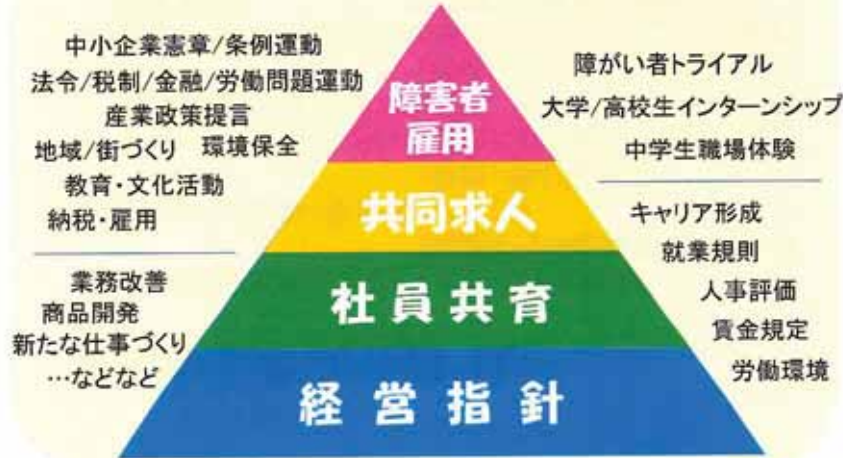 中小企業憲章/条例運動
法令/税制/金融/労働問題運動
産業政策提言
地域/街づくり 環境保全
教育・文化活動
納税・雇用
業務改善
商品開発
新たな仕事づくり
…などなど
障害者
雇用
共同求人
社員共育
経営指針
障がい者トライアル
大学/高校生インターンシップ
中学生職場体験
キャリア形成
就業規則
人事評価
賃金規定
労働環境